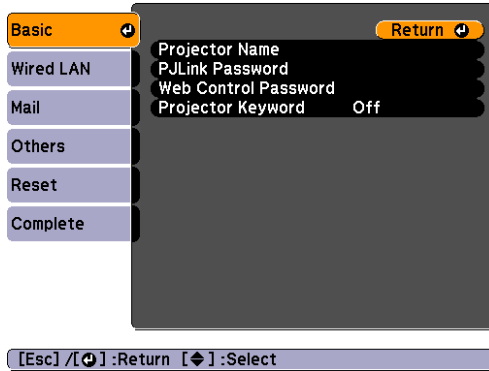 Basic
Wired LAN
Mail
Others
Reset
Complete
Return
Projector Name
PJLink Password
Web Control Password
Projector Keyword Off
[Esc] /[ ] :Return [ ] :Select